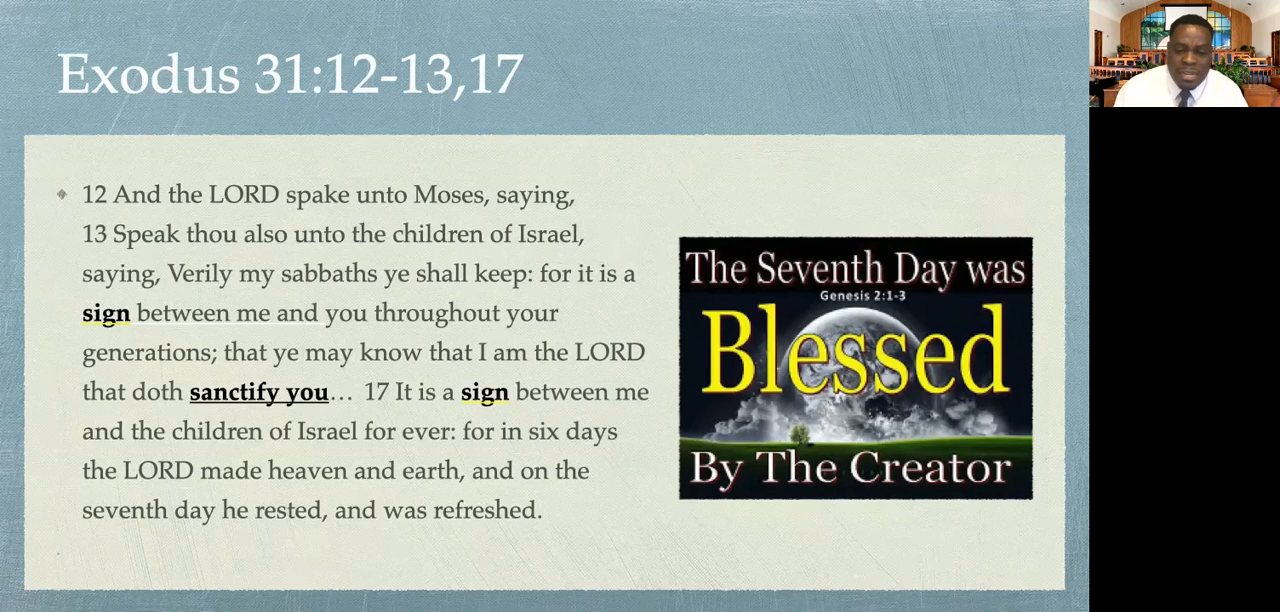 Exodus 31:12-13,17
12 And the LORD spake unto Moses, saying,
13 Speak thou also unto the children of Israel,
saying, Verily my sabbaths ye shall keep: for it is a
sign between me and you throughout your
generations; that ye may know that I am the LORD
that doth sanctify you… 17 It is a sign between me
and the children of Israel for ever: for in six days
the LORD made heaven and earth, and on the
seventh day he rested, and was refreshed.
The Seventh Day was
Genesis 2:1-3
Blessed
By The Creator